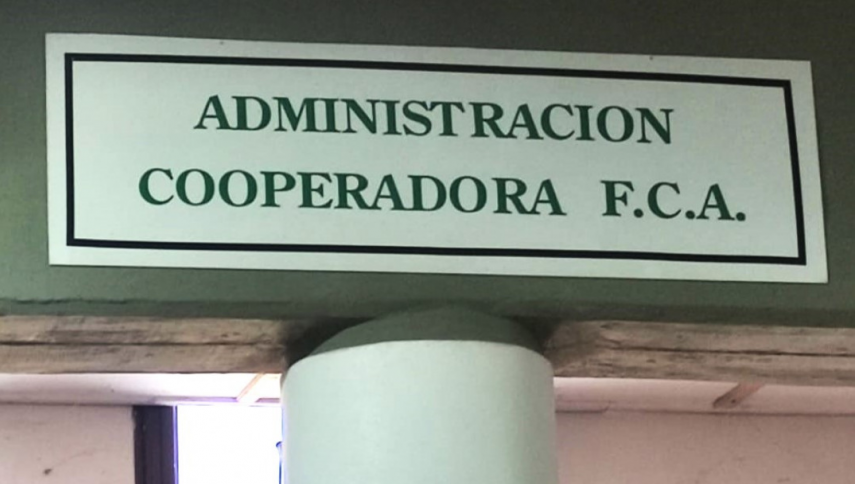 ADMINISTRACION
COOPERADORA F.C.A.